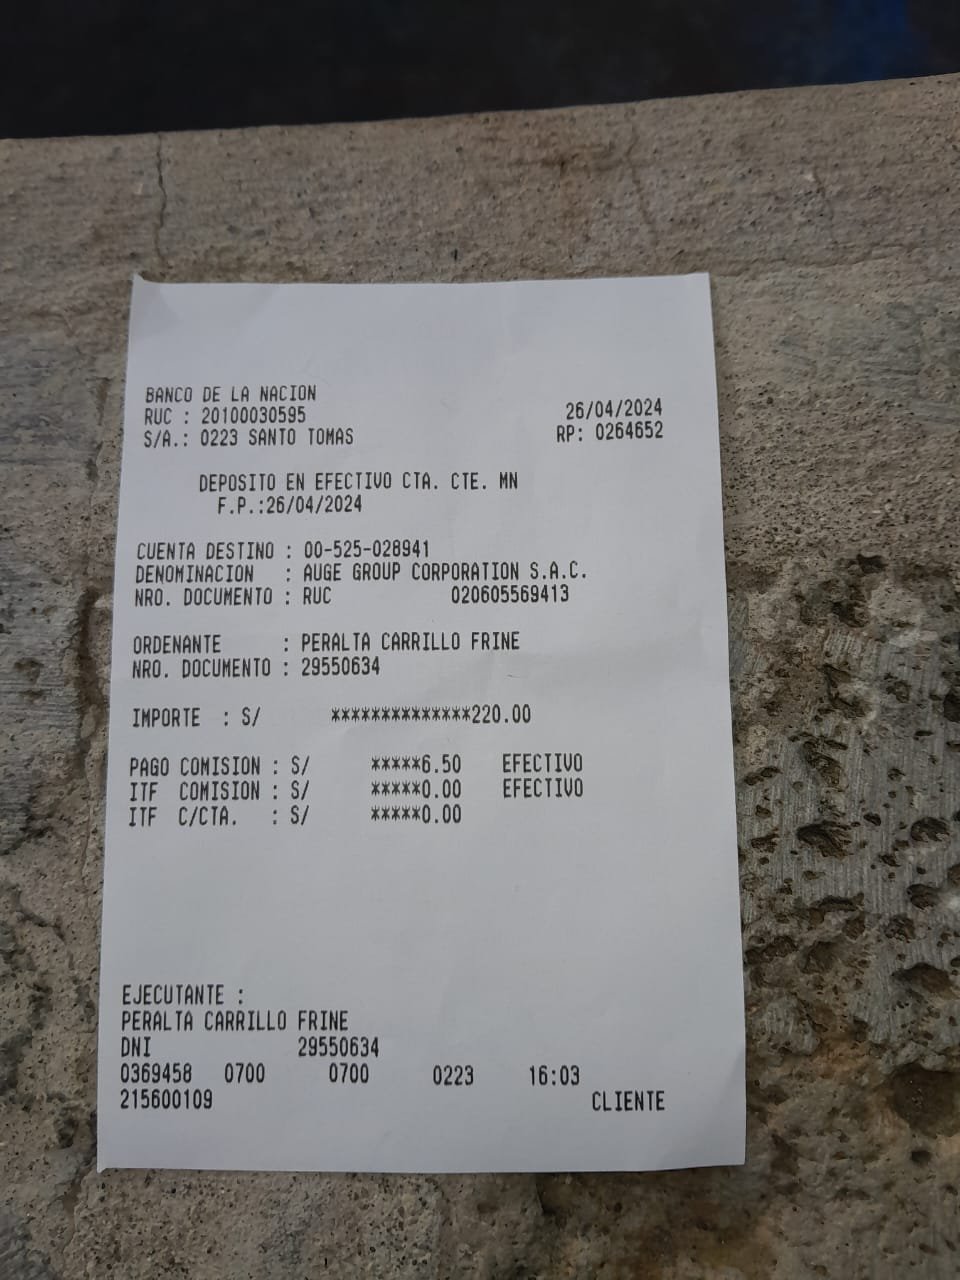 BANCO DE LA NACION
RUC : 20100030595 26/04/2024
S/A.: 0223 SANTO TOMAS RP: 0264652
DEPOSITO EN EFECTIVO CTA. CTE. MN
F.P.:26/04/2024
CUENTA DESTINO : 00-525-028941
DENOMINACION : AUGE GROUP CORPORATION S.A.C.
NRO. DOCUMENTO : RUC 020605569413
ORDENANTE : PERALTA CARRILLO FRINE
NRO. DOCUMENTO : 29550634
IMPORTE : S/ **************220.00
PAGO COMISION : S/ *****6.50 EFECTIVO
ITF COMISION : S/ *****0.00 EFECTIVO
ITF C/CTA. : S/ *****0.00
EJECUTANTE :
PERALTA CARRILLO FRINE
DNI 29550634
0369458 0700 0700 0223 16:03
215600109 CLIENTE